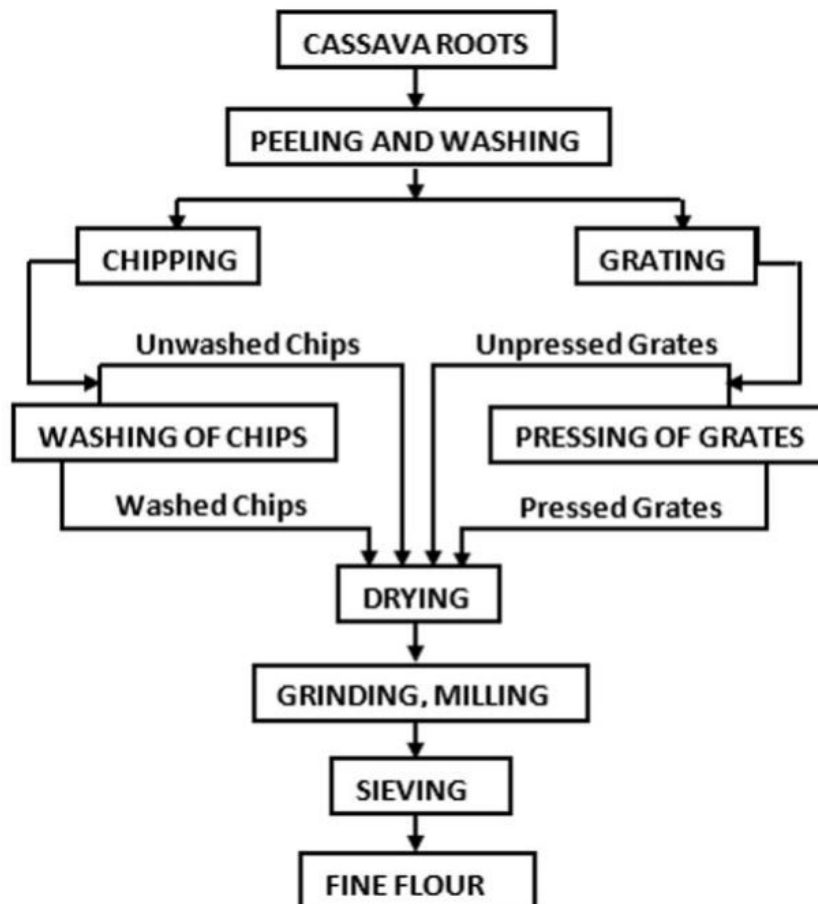 CASSAVA ROOTS
PEELING AND WASHING
CHIPPING
GRATING
Unwashed Chips
Unpressed Grates
WASHING OF CHIPS
PRESSING OF GRATES
Washed Chips
Pressed Grates
DRYING
GRINDING, MILLING
SIEVING
FINE FLOUR